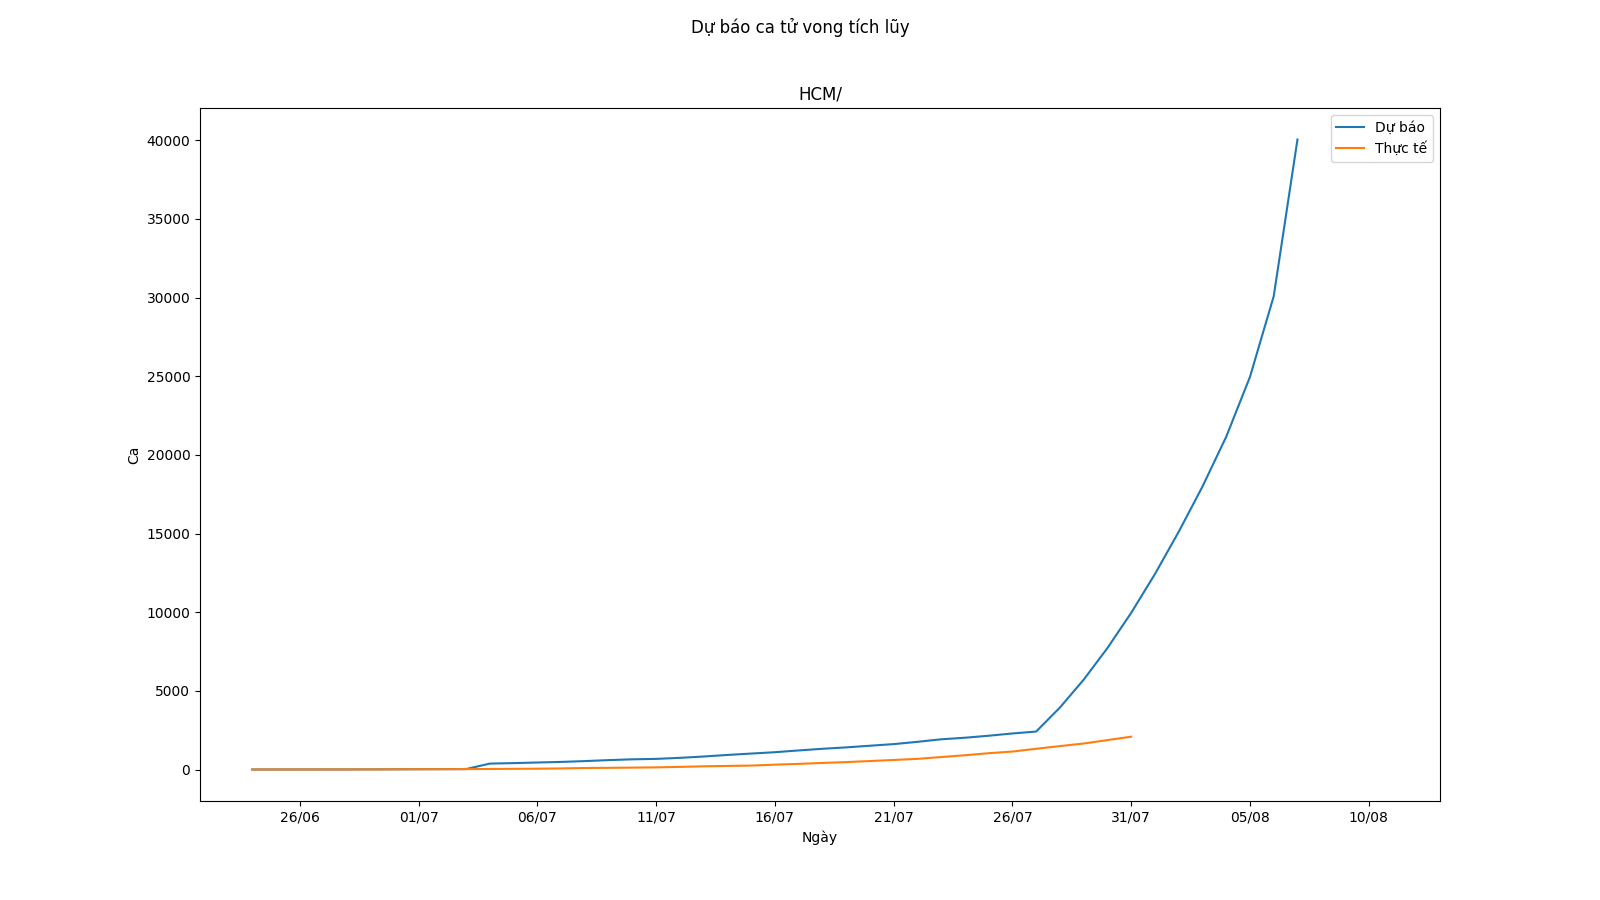 Dự báo ca tử vong tích lũy
HCM/
Dự báo
Thực tế
40000
35000
30000
25000
20000
15000
10000
5000
0
Ca
26/06 01/07 06/07 11/07 16/07 21/07 26/07 31/07 05/08 10/08
Ngày